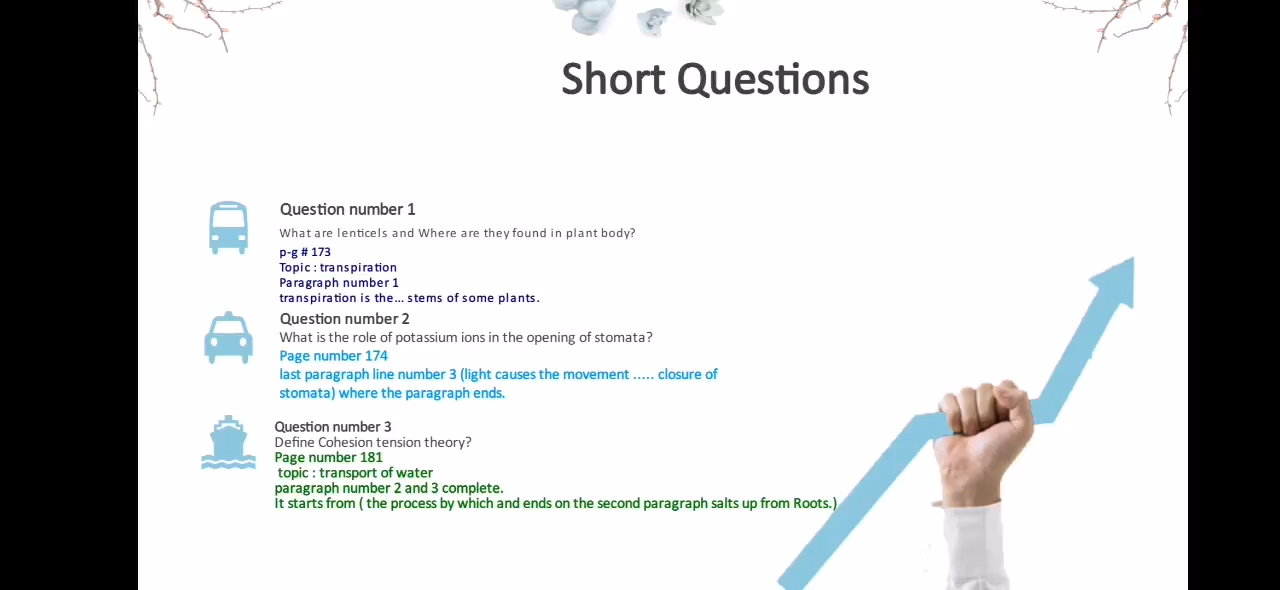 Short Questions
Question number 1
What are lenticels and Where are they found in plant body?
p-g # 173
Topic : transpiration
Paragraph number 1
transpiration is the... stems of some plants.
Question number 2
What is the role of potassium ions in the opening of stomata?
Page number 174
last paragraph line number 3 (light causes the movement ..... closure of
stomata) where the paragraph ends.
Question number 3
Define Cohesion tension theory?
Page number 181
topic : transport of water
paragraph number 2 and 3 complete.
It starts from ( the process by which and ends on the second paragraph salts up from Roots.)